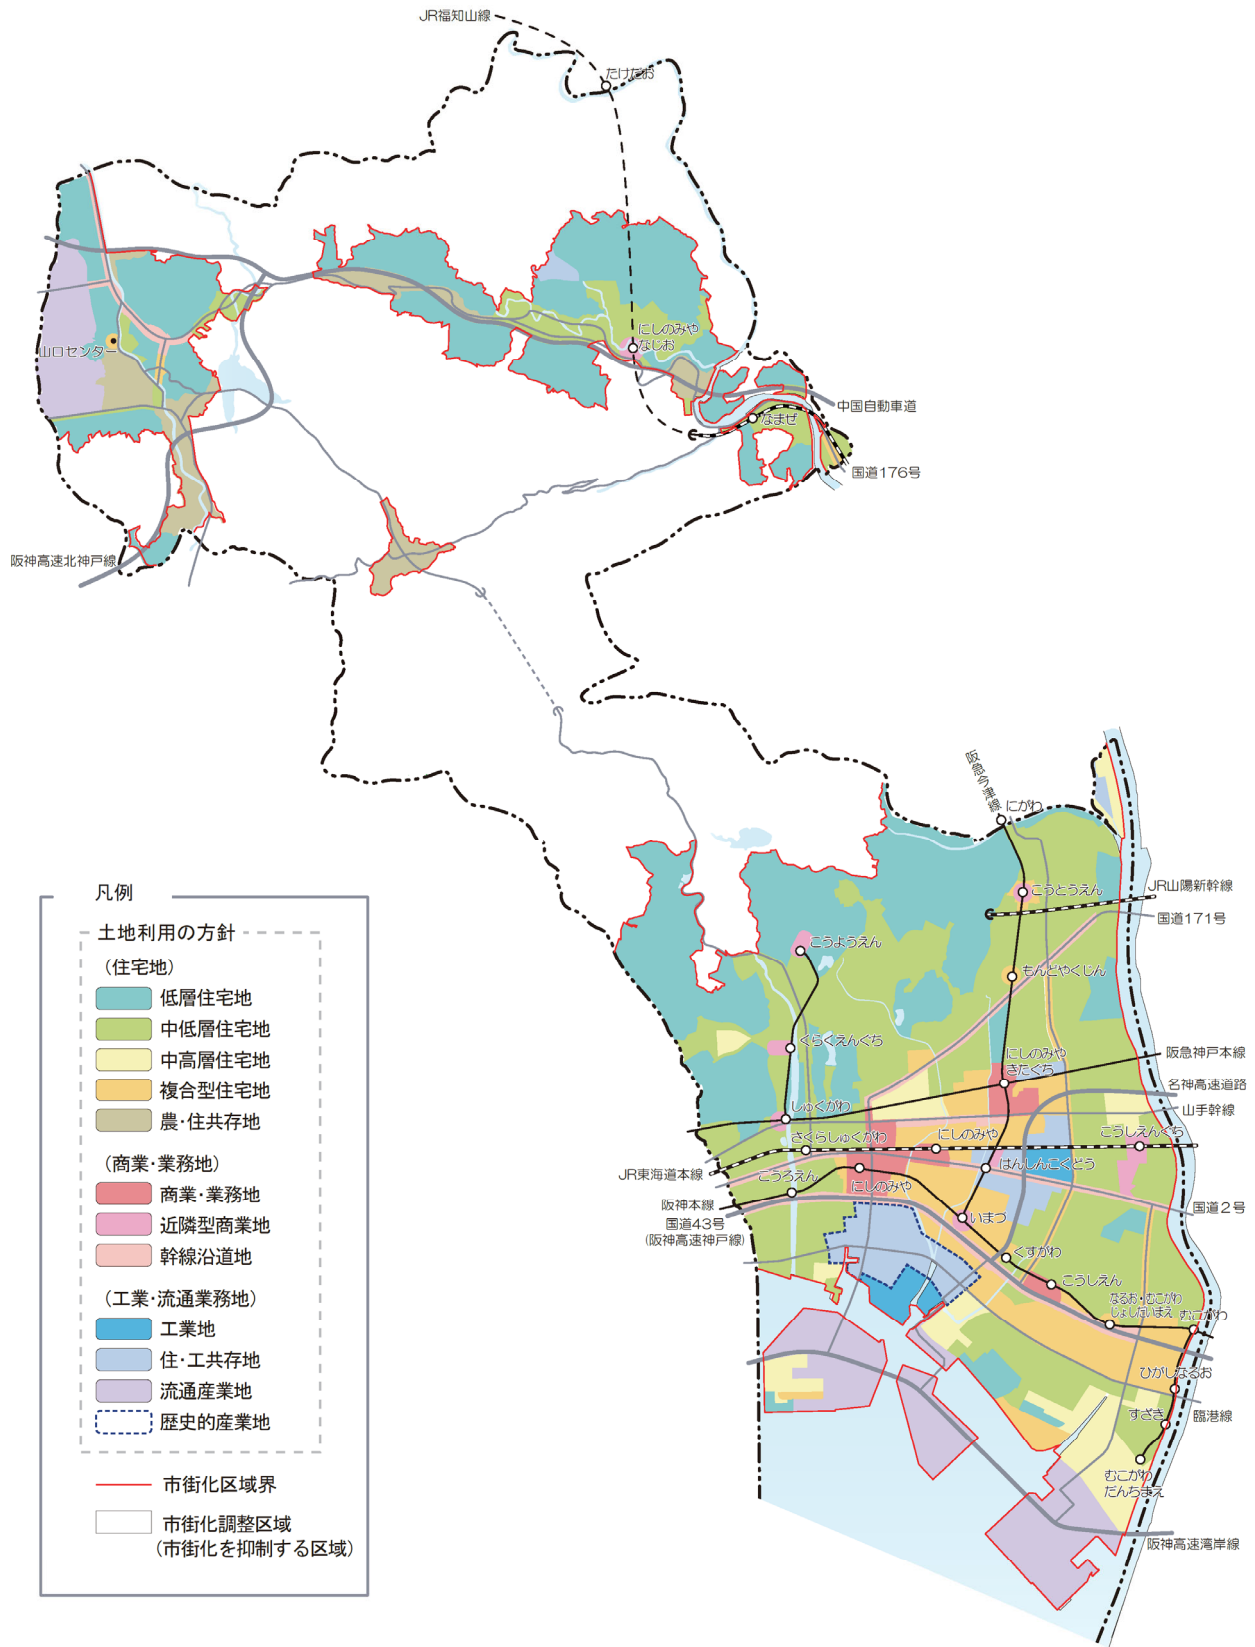 JR福知山線
たけだお
山口センター
にしのみや
なじお
中国自動車道
なまぜ
国道176号
阪神高速北神戸線
阪急今津線
にがわ
こうとうえん
JR山陽新幹線
国道171号
こうようえん
もんどやくじん
くらくえんぐち
にしのみや
きたぐち
阪急神戸本線
名神高速道路
しゅくがわ
山手幹線
さくらしゅくがわ
にしのみや
こうしえんぐち
JR東海道本線
こうろえん
はんしんこくどう
にしのみや
阪神本線
国道2号
国道43号
(阪神高速神戸線)
いまづ
くすがわ
こうしえん
なるお・むこがわ
じょしだいまえ
むこがわ
ひがしなるお
すざき
臨港線
むこがわ
だんちまえ
阪神高速湾岸線
凡例
土地利用の方針
(住宅地)
低層住宅地
中低層住宅地
中高層住宅地
複合型住宅地
農・住共存地
(商業・業務地)
商業・業務地
近隣型商業地
幹線沿道地
(工業・流通業務地)
工業地
住・工共存地
流通産業地
歴史的産業地
市街化区域界
市街化調整区域
(市街化を抑制する区域)